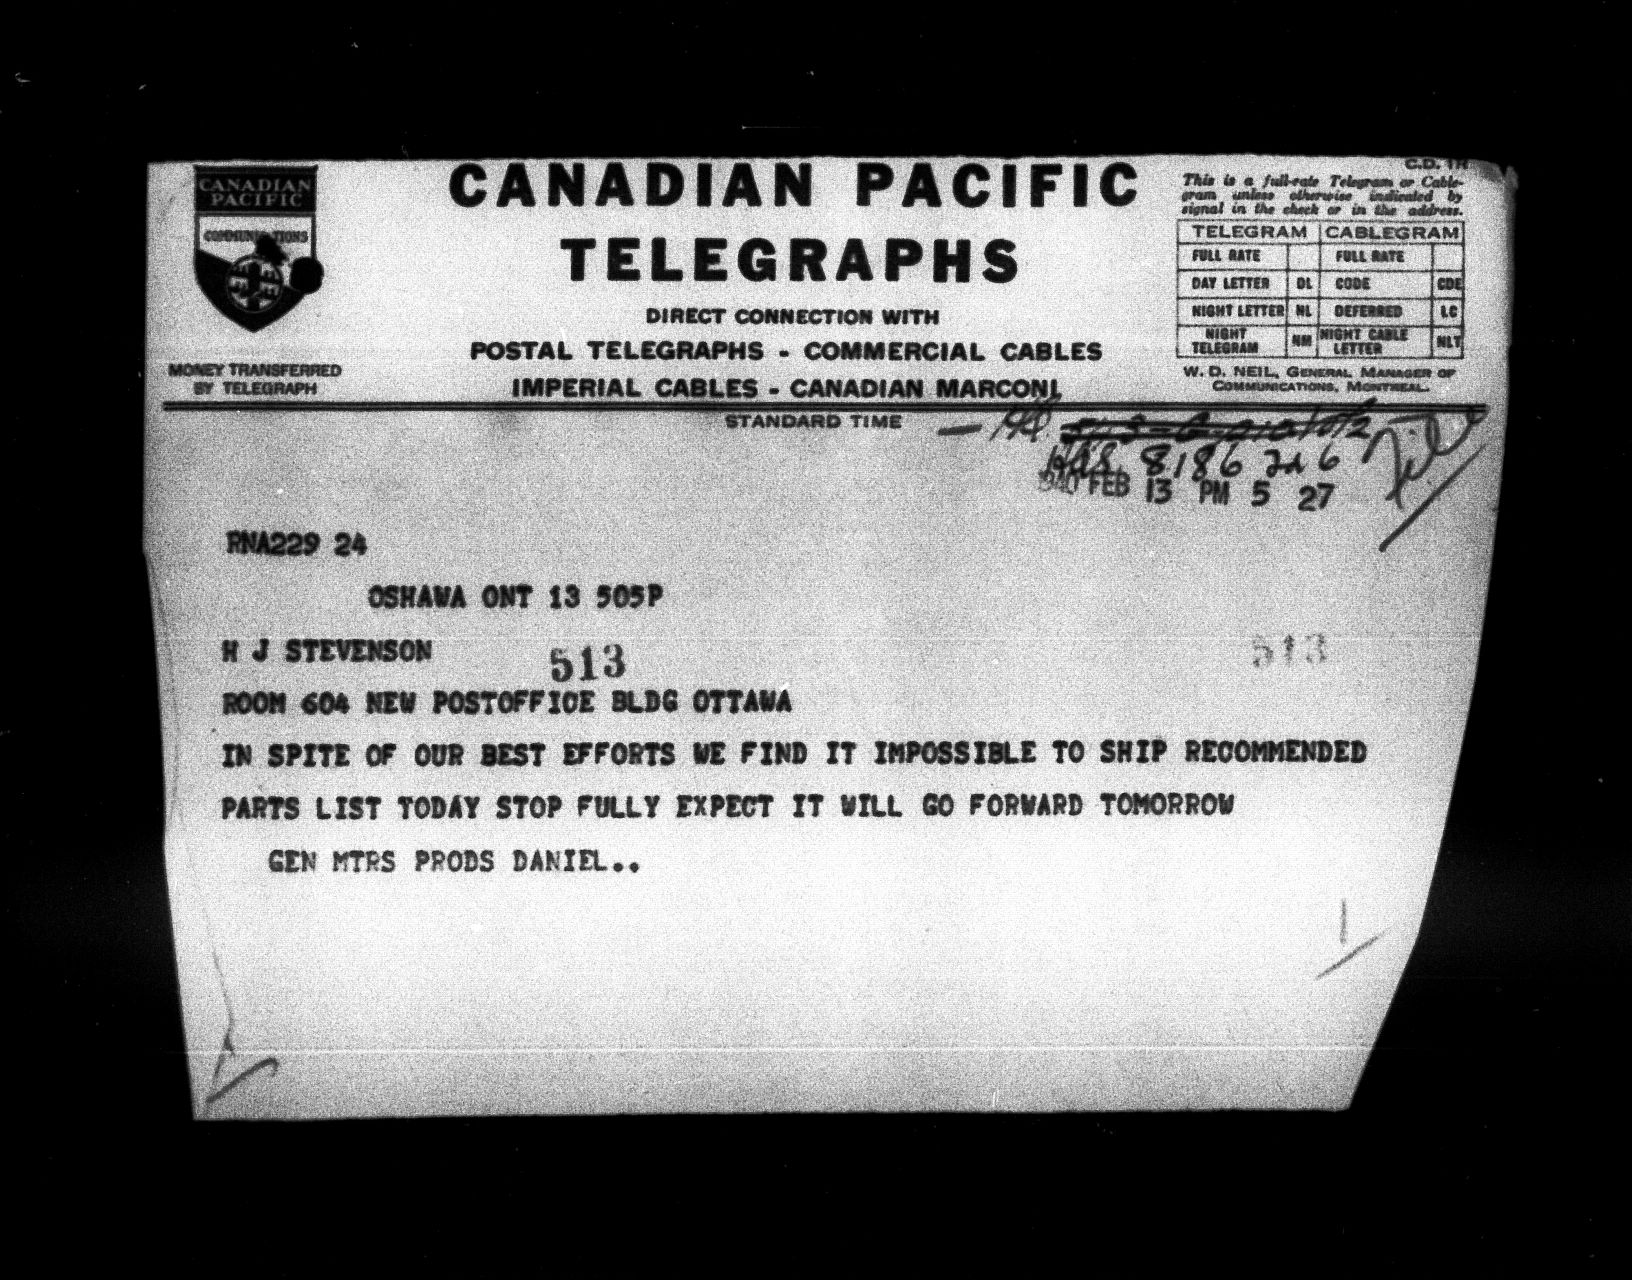 CANADIAN PACIFIC
COMMUNICATIONS
MONEY TRANSFERRED
BY TELEGRAPH
CANADIAN PACIFIC
TELEGRAPHS
DIRECT CONNECTION WITH
POSTAL TELEGRAPHS - COMMERCIAL CABLES
IMPERIAL CABLES - CANADIAN MARCONI
STANDARD TIME
C.D. 1R
This is a full-rate Telegram or Cable-
gram unless otherwise indicated by
signal in the check or in the address.
TELEGRAM CABLEGRAM
FULL RATE FULL RATE
DAY LETTER DL CODE CDE
NIGHT LETTER NL DEFERRED LC
NIGHT TELEGRAM NM NIGHT CABLE LETTER NLT
W. D. NEIL, GENERAL MANAGER OF
COMMUNICATIONS, MONTREAL.
File
8186
940 FEB 13 PM 5 27
RNA229 24
OSHAWA ONT 13 505P
H J STEVENSON 513 513
ROOM 604 NEW POSTOFFICE BLDG OTTAWA
IN SPITE OF OUR BEST EFFORTS WE FIND IT IMPOSSIBLE TO SHIP RECOMMENDED
PARTS LIST TODAY STOP FULLY EXPECT IT WILL GO FORWARD TOMORROW
GEN MTRS PRODS DANIEL..